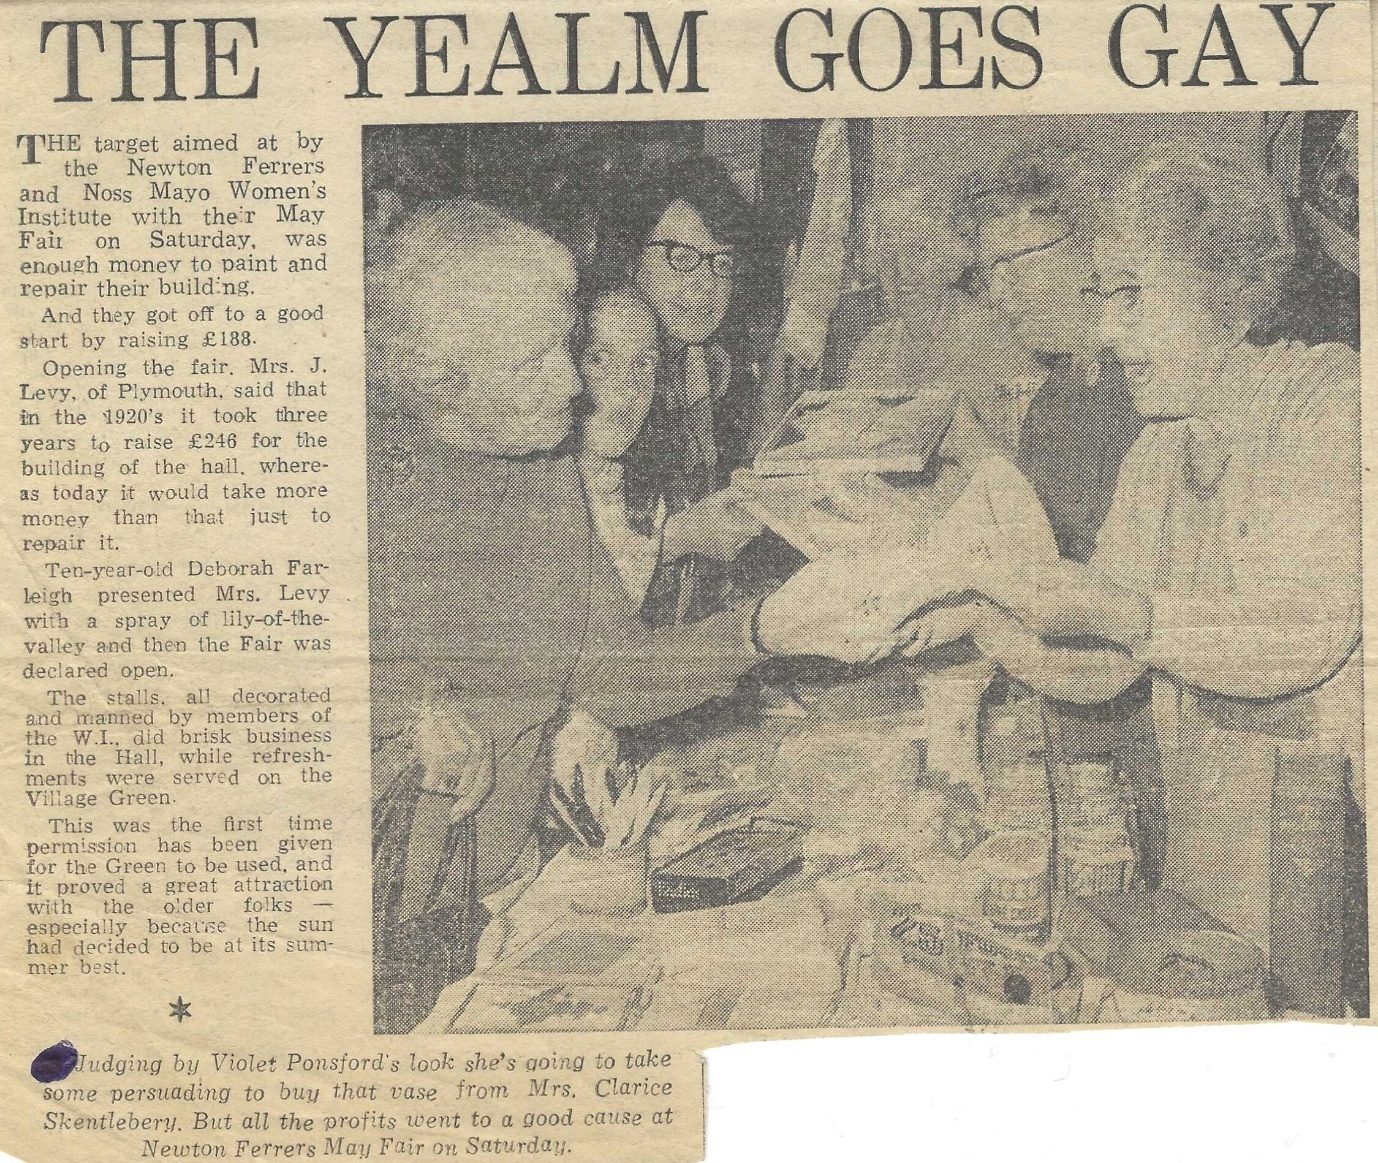 THE YEALM GOES GAY
THE target aimed at by
the Newton Ferrers
and Noss Mayo Women's
Institute with their May
Fair on Saturday, was
enough money to paint and
repair their building.
And they got off to a good
start by raising £188.
Opening the fair, Mrs. J.
Levy, of Plymouth, said that
in the 1920's it took three
years to raise £246 for the
building of the hall, where-
as today it would take more
money than that just to
repair it.
Ten-year-old Deborah Far-
leigh presented Mrs. Levy
with a spray of lily-of-the-
valley and then the Fair was
declared open.
The stalls, all decorated
and manned by members of
the W.I., did brisk business
in the Hall, while refresh-
ments were served on the
Village Green.
This was the first time
permission has been given
for the Green to be used, and
it proved a great attraction
with the older folks —
especially because the sun
had decided to be at its sum-
mer best.
Judging by Violet Ponsford's look she's going to take
some persuading to buy that vase from Mrs. Clarice
Skentlebery. But all the profits went to a good cause at
Newton Ferrers May Fair on Saturday.